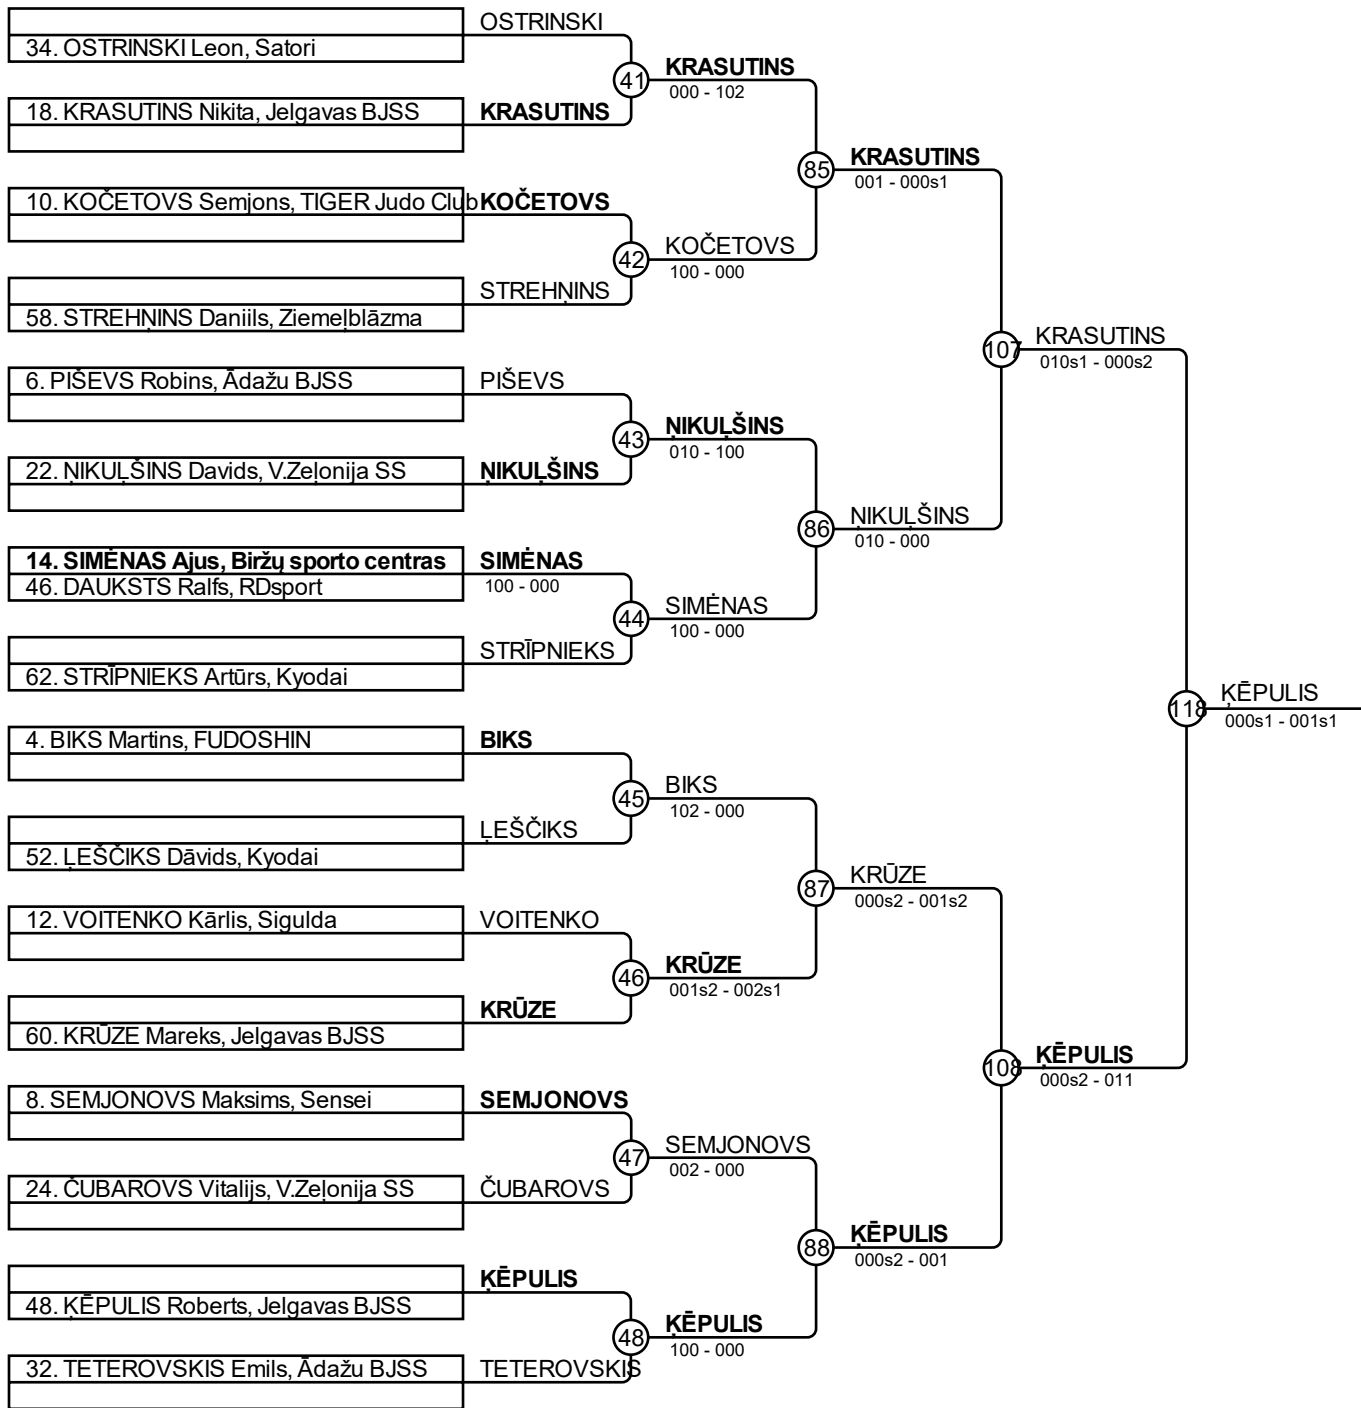 OSTRINSKI
34. OSTRINSKI Leon, Satori
41
KRASUTINS
000 - 102
18. KRASUTINS Nikita, Jelgavas BJSS
KRASUTINS
85
KRASUTINS
001 - 000s1
10. KOČETOVS Semjons, TIGER Judo Club
KOČETOVS
42
KOČETOVS
100 - 000
STREHŅINS
58. STREHŅINS Daniils, Ziemeļblāzma
107
KRASUTINS
010s1 - 000s2
6. PIŠEVS Robins, Ādažu BJSS
PIŠEVS
43
ŅIKUĻŠINS
010 - 100
22. ŅIKUĻŠINS Davids, V.Zeļonija SS
ŅIKUĻŠINS
86
ŅIKUĻŠINS
010 - 000
14. SIMĖNAS Ajus, Biržų sporto centras
SIMĖNAS
46. DAUKSTS Ralfs, RDsport
100 - 000
44
SIMĖNAS
100 - 000
STRĪPNIEKS
62. STRĪPNIEKS Artūrs, Kyodai
118
ĶĒPULIS
000s1 - 001s1
4. BIKS Martins, FUDOSHIN
BIKS
45
BIKS
102 - 000
ĻEŠČIKS
52. ĻEŠČIKS Dāvids, Kyodai
87
KRŪZE
000s2 - 001s2
12. VOITENKO Kārlis, Sigulda
VOITENKO
46
KRŪZE
001s2 - 002s1
KRŪZE
60. KRŪZE Mareks, Jelgavas BJSS
108
ĶĒPULIS
000s2 - 011
8. SEMJONOVS Maksims, Sensei
SEMJONOVS
47
SEMJONOVS
002 - 000
24. ČUBAROVS Vitalijs, V.Zeļonija SS
ČUBAROVS
88
ĶĒPULIS
000s2 - 001
ĶĒPULIS
48. ĶĒPULIS Roberts, Jelgavas BJSS
48
ĶĒPULIS
100 - 000
32. TETEROVSKIS Emils, Ādažu BJSS
TETEROVSKIS